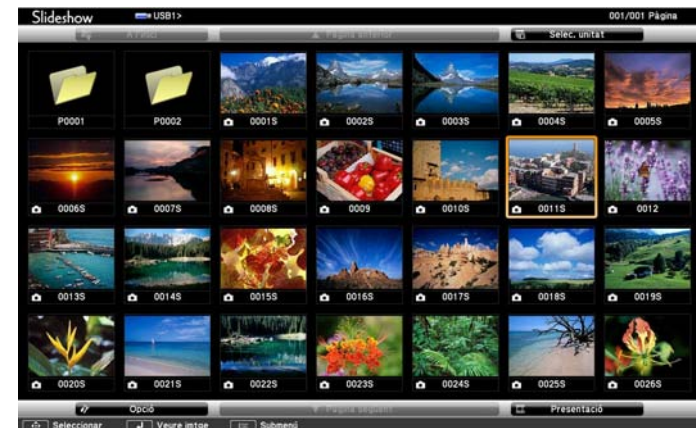 Slideshow USB1> 001/001 Pàgina
A l'inici Pàgina anterior Selec. unitat
P0001 P0002 0001S 0002S 0003S 0004S 0005S
0006S 0007S 0008S 0009 0010S 0011S 0012
0013S 0014S 0015S 0016S 0017S 0018S 0019S
0020S 0021S 0022S 0023S 0024S 0025S 0026S
Opció Pàgina següent Presentació
Seleccionar Veure imtge Submenú